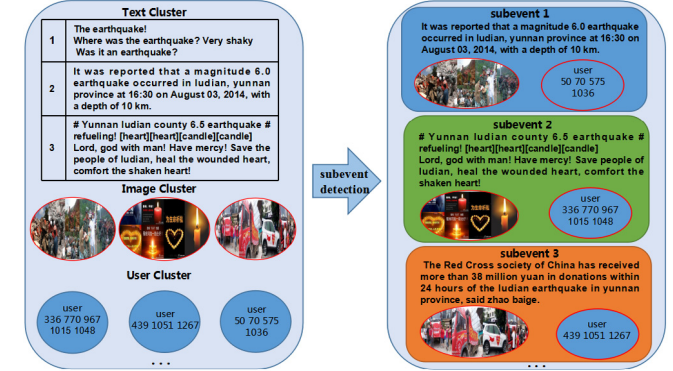 Text Cluster
1
The earthquake!
Where was the earthquake? Very shaky
Was it an earthquake?
2
It was reported that a magnitude 6.0
earthquake occurred in ludian, yunnan
province at 16:30 on August 03, 2014, with
a depth of 10 km.
3
# Yunnan ludian county 6.5 earthquake #
refueling! [heart][heart][candle][candle]
Lord, god with man! Have mercy! Save the
people of ludian, heal the wounded heart,
comfort the shaken heart!
Image Cluster
User Cluster
user
336 770 967
1015 1048
user
439 1051 1267
user
50 70 575
1036
...
subevent
detection
subevent 1
It was reported that a magnitude 6.0 earthquake
occurred in ludian, yunnan province at 16:30 on
August 03, 2014, with a depth of 10 km.
user
50 70 575
1036
subevent 2
# Yunnan ludian county 6.5 earthquake #
refueling! [heart][heart][candle][candle]
Lord, god with man! Have mercy! Save people of
ludian, heal the wounded heart, comfort the
shaken heart!
user
336 770 967
1015 1048
subevent 3
The Red Cross society of China has received
more than 38 million yuan in donations within
24 hours of the ludian earthquake in yunnan
province, said zhao baige.
user
439 1051 1267
...